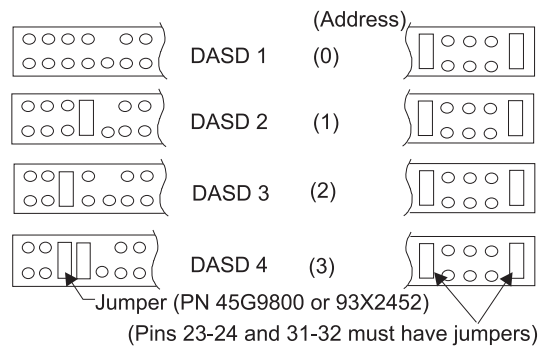 (Address)
DASD 1 (0)
DASD 2 (1)
DASD 3 (2)
DASD 4 (3)
Jumper (PN 45G9800 or 93X2452)
(Pins 23-24 and 31-32 must have jumpers)